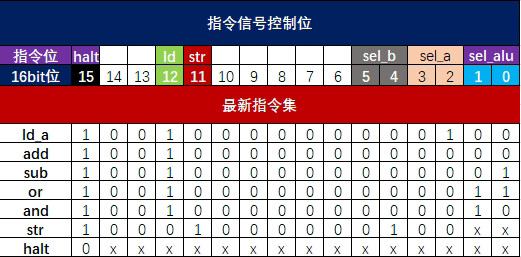 指令信号控制位
指令位 halt ld str sel_b sel_a sel_alu
16bit位 15 14 13 12 11 10 9 8 7 6 5 4 3 2 1 0
最新指令集
ld_a 1 0 0 1 0 0 0 0 0 0 0 0 0 1 0 0
add 1 0 0 1 0 0 0 0 0 0 0 0 0 0 0 0
sub 1 0 0 1 0 0 0 0 0 0 0 0 0 0 0 1
or 1 0 0 1 0 0 0 0 0 0 0 0 0 0 1 1
and 1 0 0 1 0 0 0 0 0 0 0 0 0 0 1 0
str 1 0 0 0 1 0 0 0 0 0 0 1 0 0 x x
halt 0 x x x x x x x x x x x x x x x